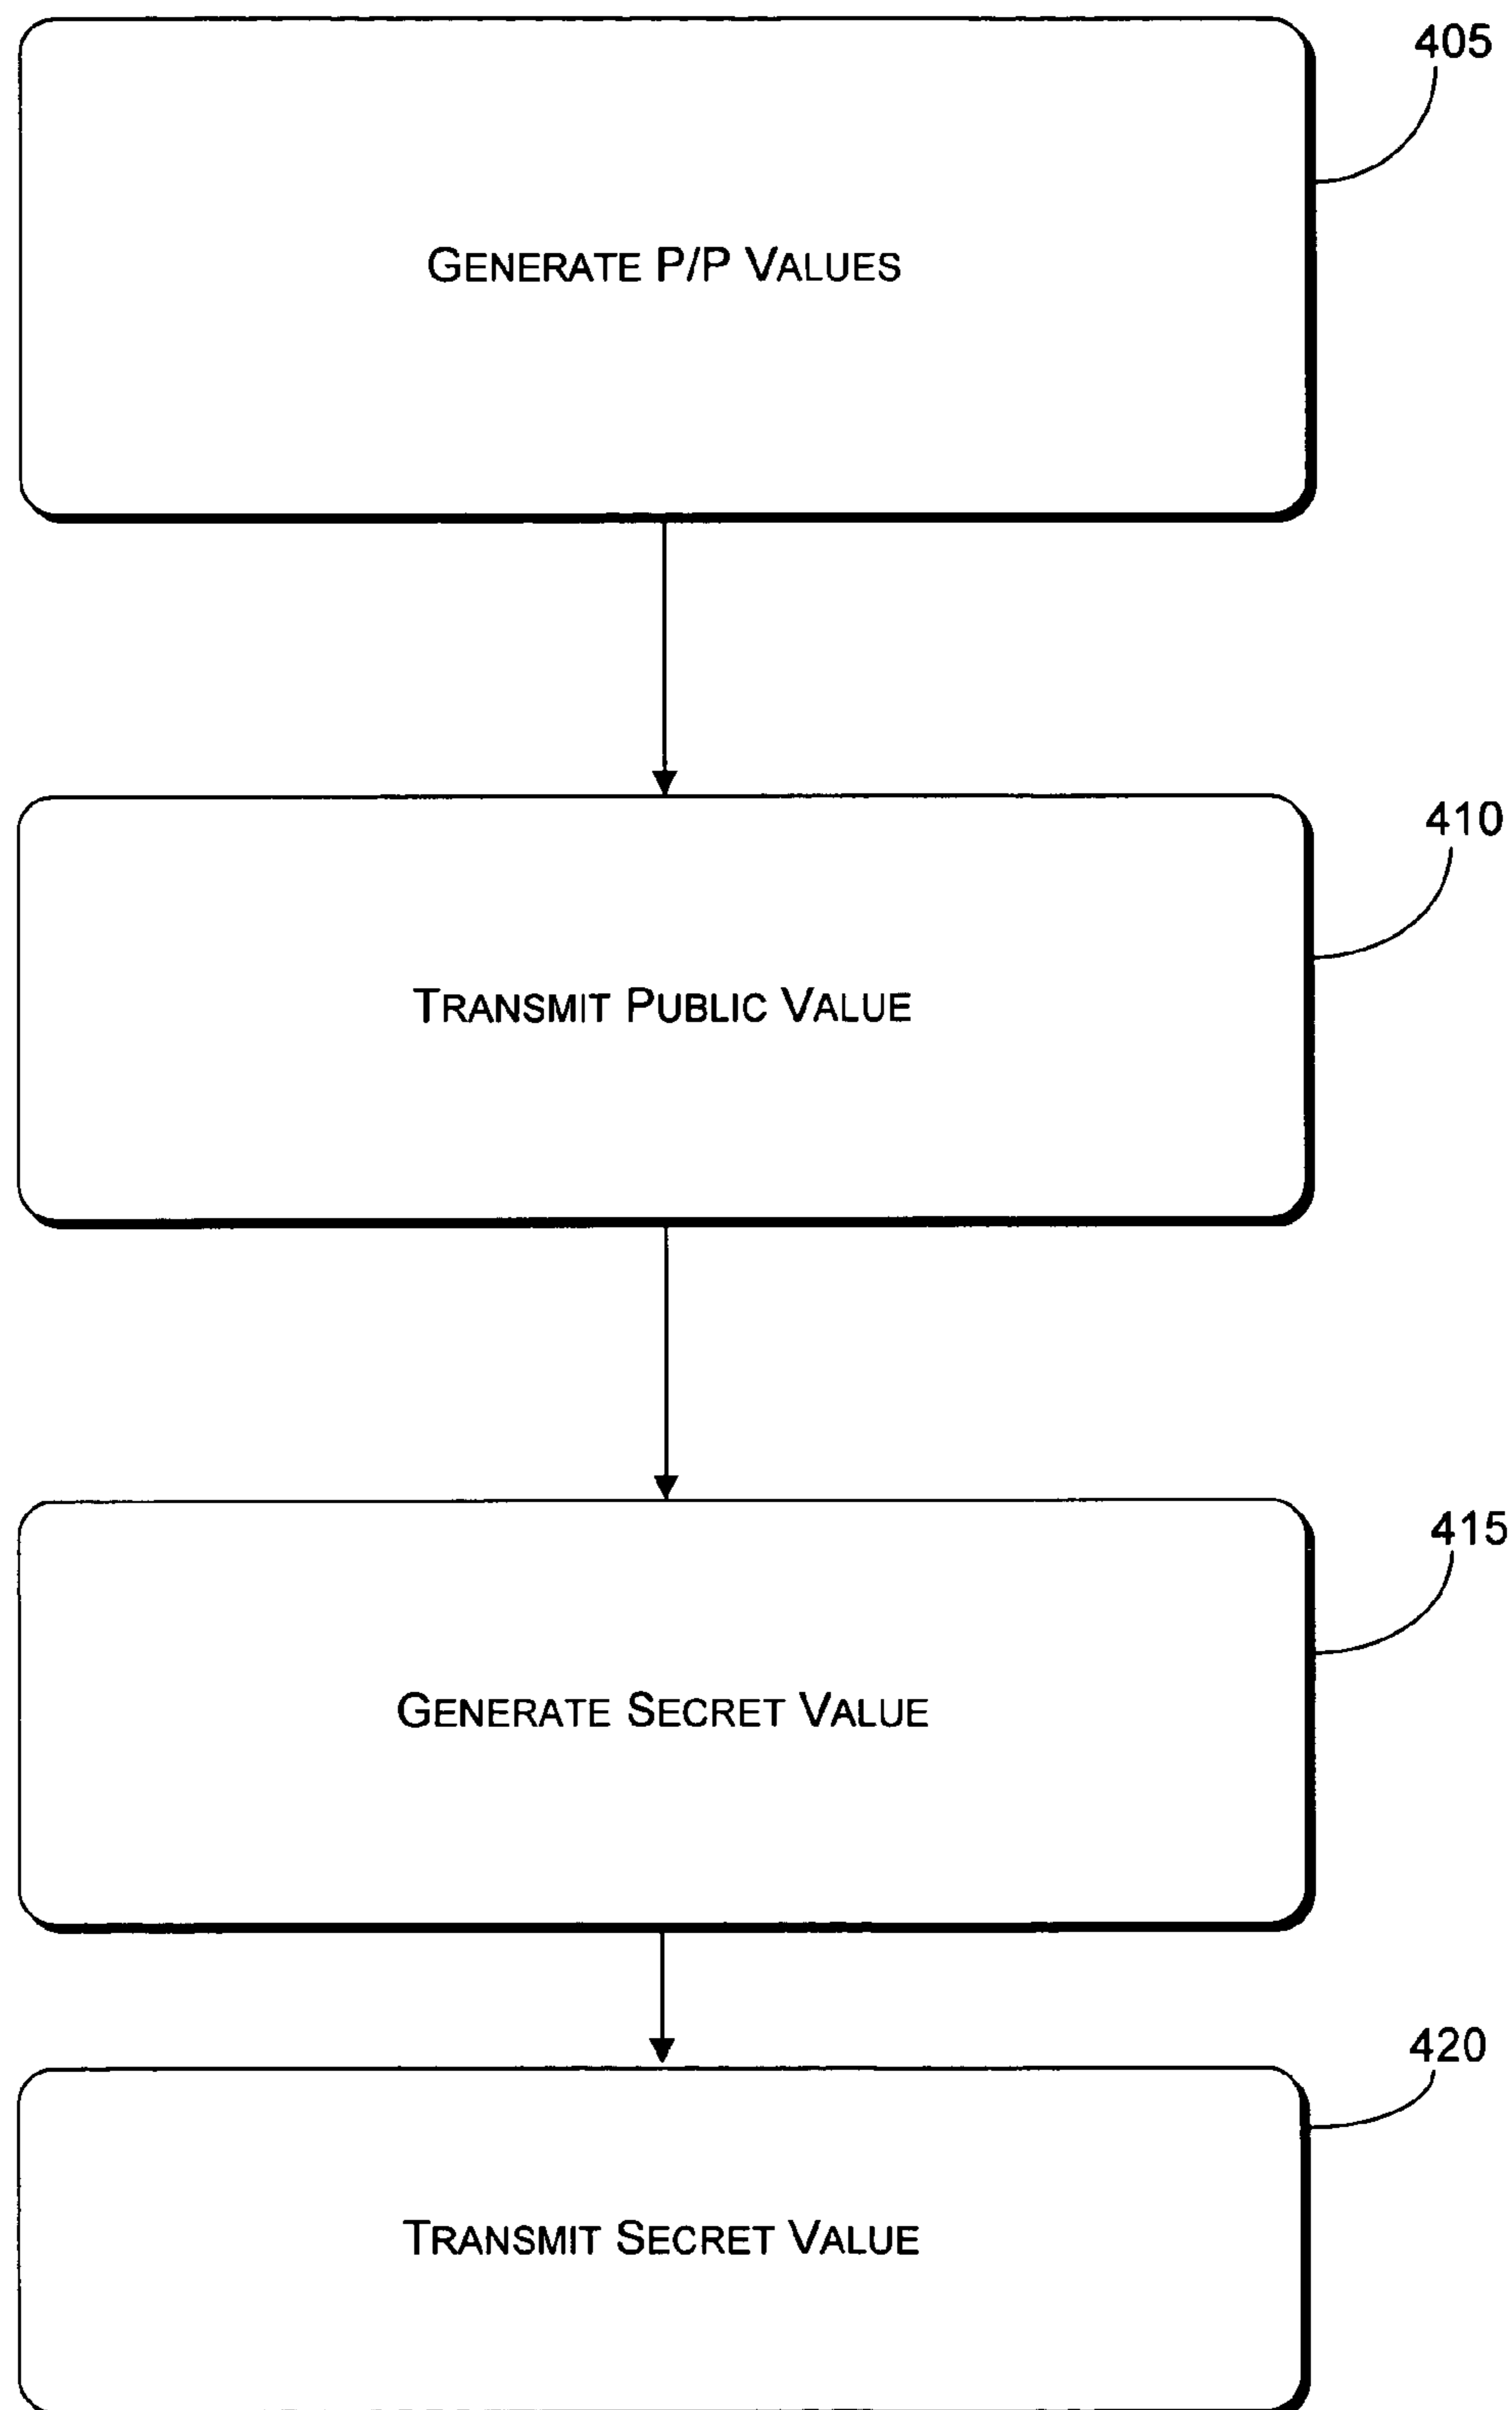 405
GENERATE P/P VALUES
410
TRANSMIT PUBLIC VALUE
415
GENERATE SECRET VALUE
420
TRANSMIT SECRET VALUE